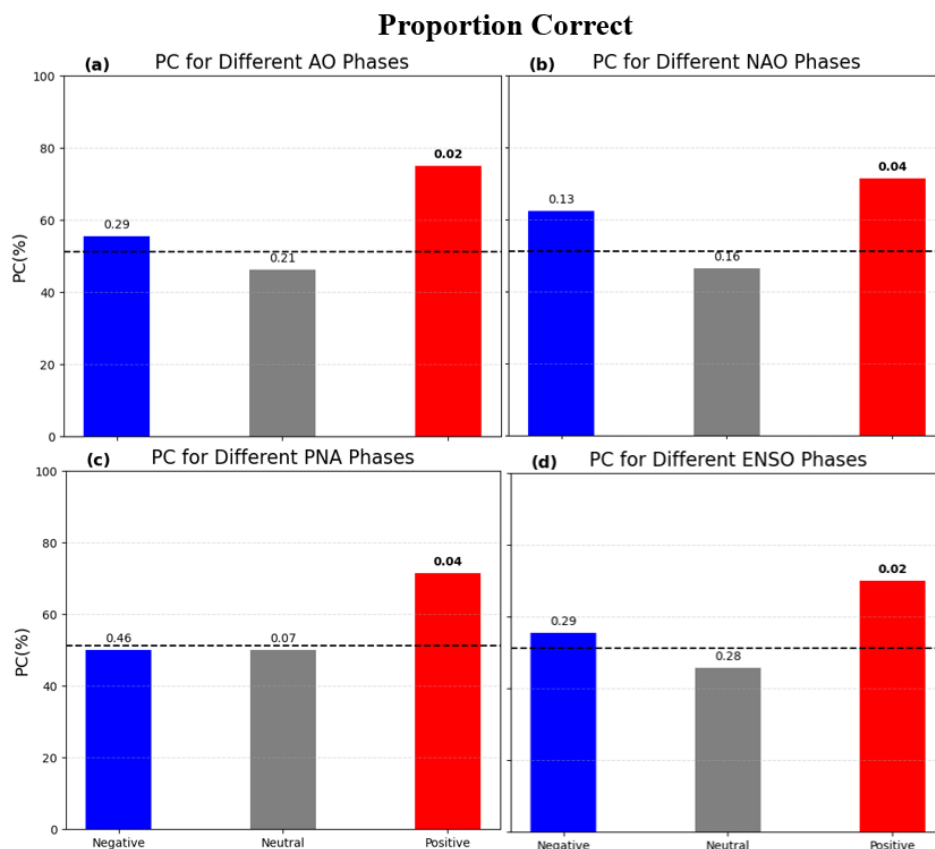 Proportion Correct
(a) PC for Different AO Phases
100
80
60
40
20
0
PC(%)
0.29
0.21
0.02
(b) PC for Different NAO Phases
0.13
0.16
0.04
(c) PC for Different PNA Phases
100
80
60
40
20
0
PC(%)
0.46
0.07
0.04
Negative Neutral Positive
(d) PC for Different ENSO Phases
0.29
0.28
0.02
Negative Neutral Positive